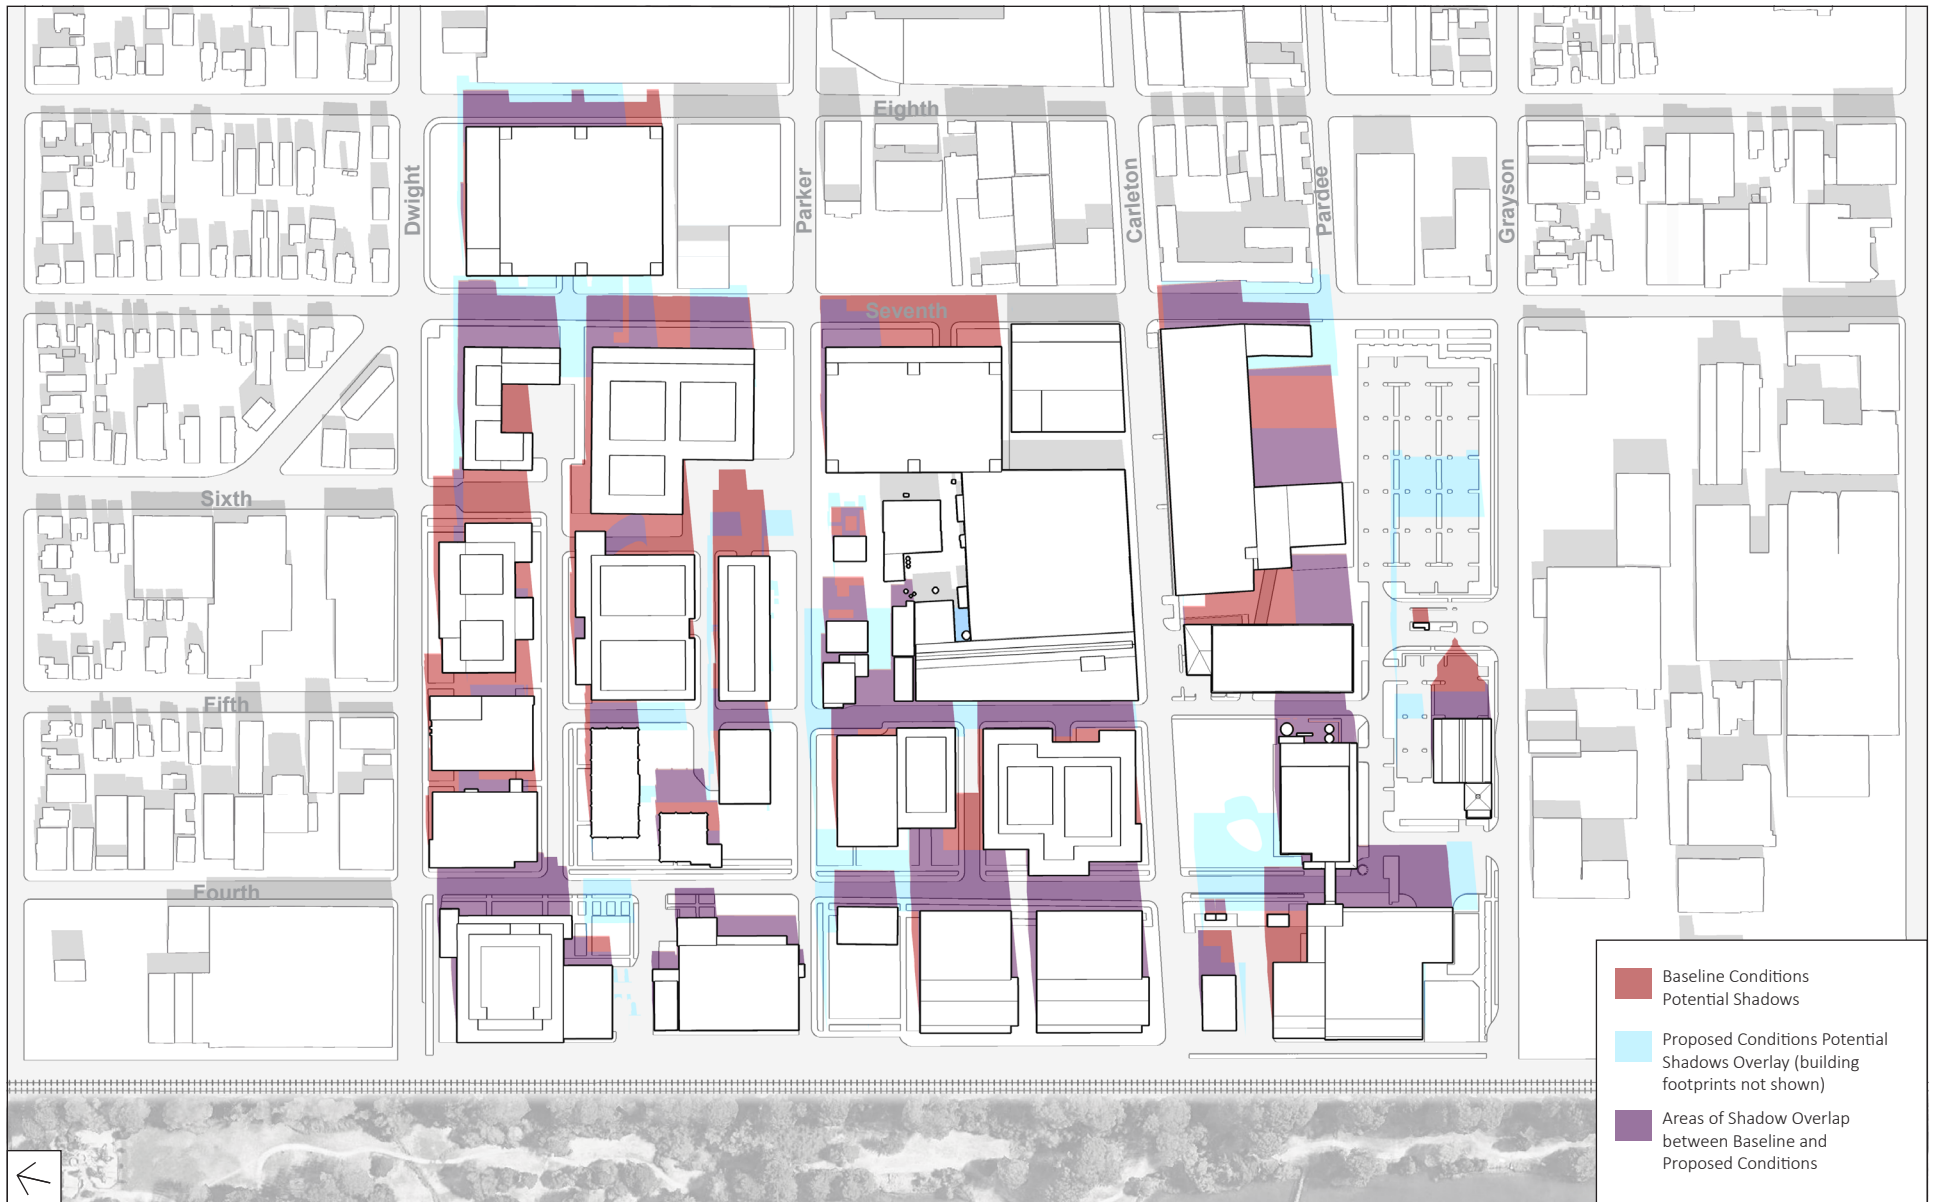 Eighth
Dwight
Parker
Carleton
Pardee
Grayson
Seventh
Sixth
Fifth
Fourth
Baseline Conditions
Potential Shadows
Proposed Conditions Potential
Shadows Overlay (building
footprints not shown)
Areas of Shadow Overlap
between Baseline and
Proposed Conditions